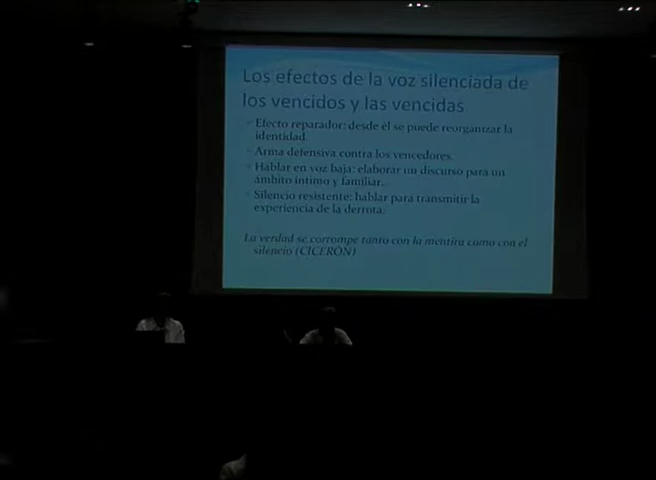 Los efectos de la voz silenciada de
los vencidos y las vencidas
Efecto reparador: desde él se puede reorganizar la
identidad.
Arma defensiva contra los vencedores.
Hablar en voz baja: elaborar un discurso para un
ámbito íntimo y familiar.
Silencio resistente: hablar para transmitir la
experiencia de la derrota.
La verdad se corrompe tanto con la mentira como con el
silencio (CICERÓN)